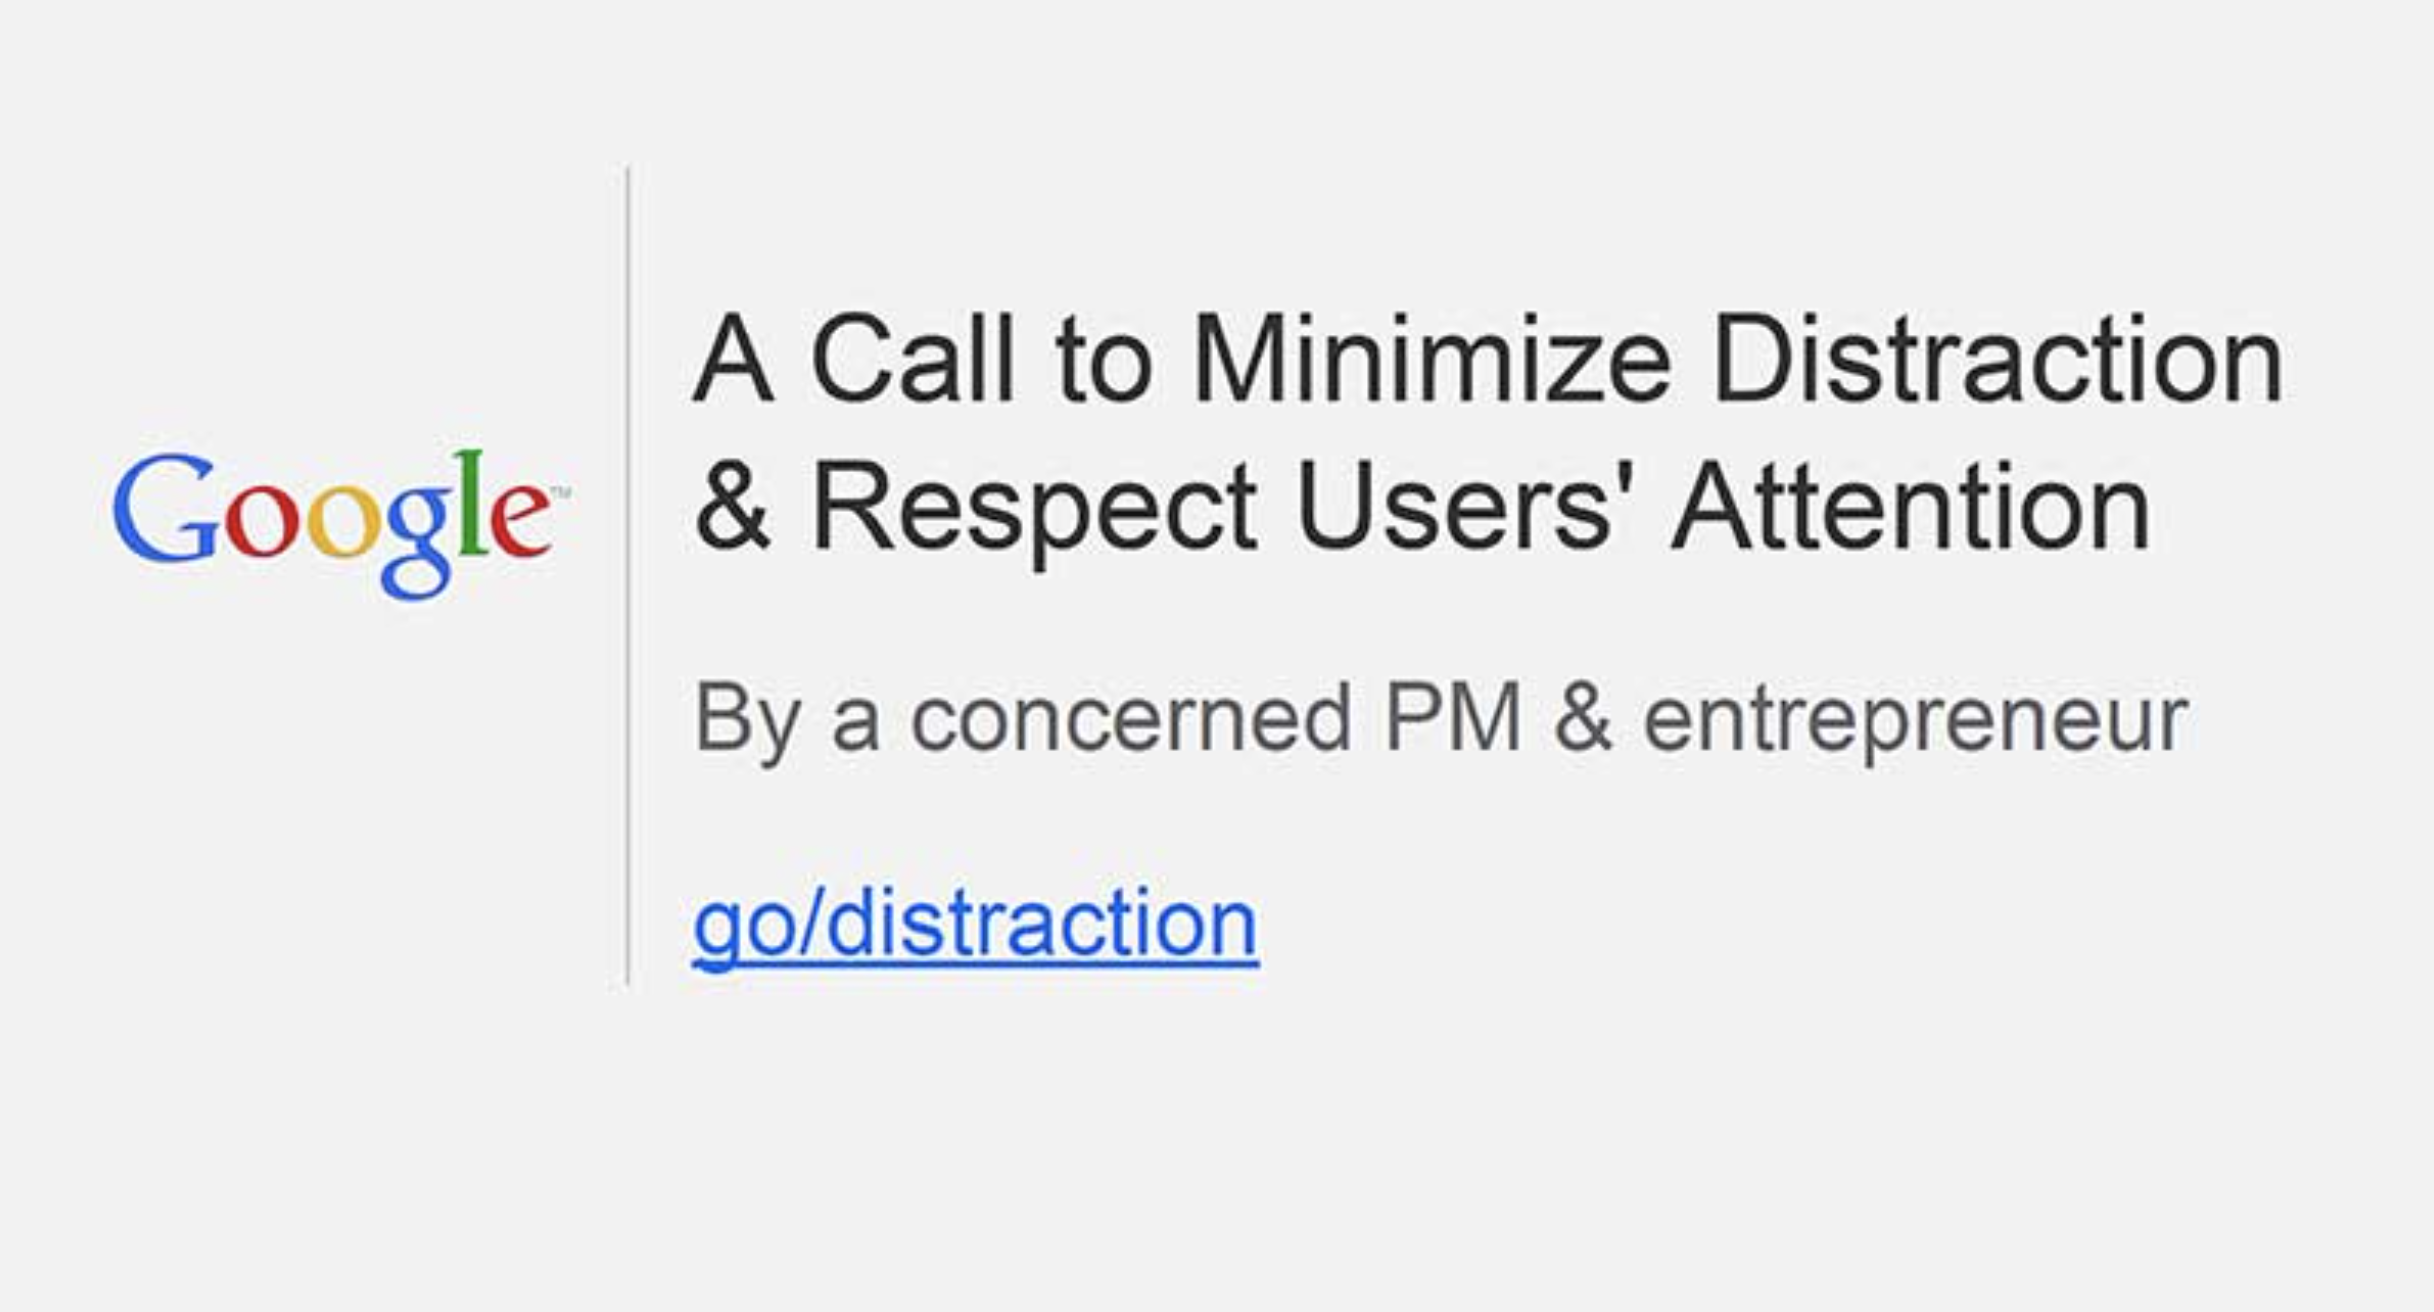 Google™
A Call to Minimize Distraction
& Respect Users' Attention
By a concerned PM & entrepreneur
go/distraction